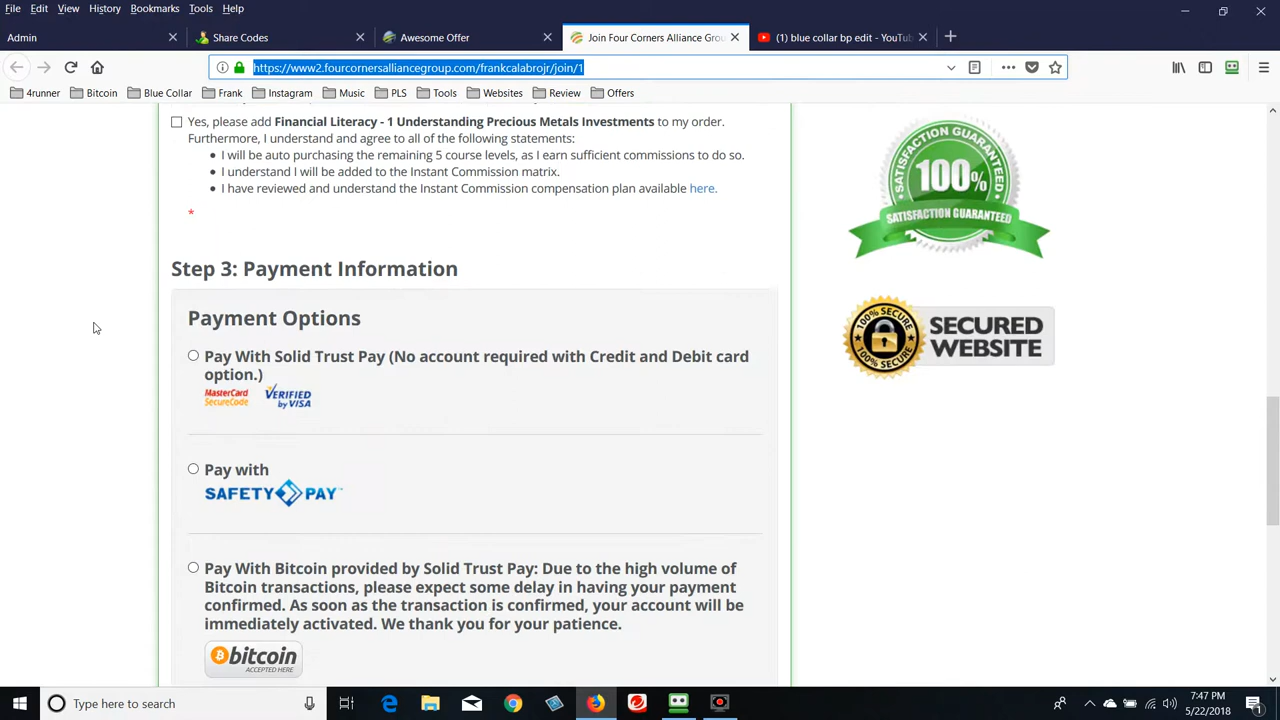 File Edit View History Bookmarks Tools Help
Admin
Share Codes
Awesome Offer
Join Four Corners Alliance Grou
(1) blue collar bp edit - YouTub
https://www2.fourcornersalliancegroup.com/frankcalabrojr/join/1
4runner Bitcoin Blue Collar Frank Instagram Music PLS Tools Websites Review Offers
Yes, please add Financial Literacy - 1 Understanding Precious Metals Investments to my order.
Furthermore, I understand and agree to all of the following statements:
• I will be auto purchasing the remaining 5 course levels, as I earn sufficient commissions to do so.
• I understand I will be added to the Instant Commission matrix.
• I have reviewed and understand the Instant Commission compensation plan available here.
*
100%
SATISFACTION GUARANTEED
SATISFACTION GUARANTEED
Step 3: Payment Information
100% SECURE
SECURED
WEBSITE
Payment Options
Pay With Solid Trust Pay (No account required with Credit and Debit card
option.)
MasterCard
SecureCode
VERIFIED
by VISA
Pay with
SAFETY PAY
Pay With Bitcoin provided by Solid Trust Pay: Due to the high volume of
Bitcoin transactions, please expect some delay in having your payment
confirmed. As soon as the transaction is confirmed, your account will be
immediately activated. We thank you for your patience.
bitcoin
ACCEPTED HERE
Type here to search
7:47 PM
5/22/2018
1